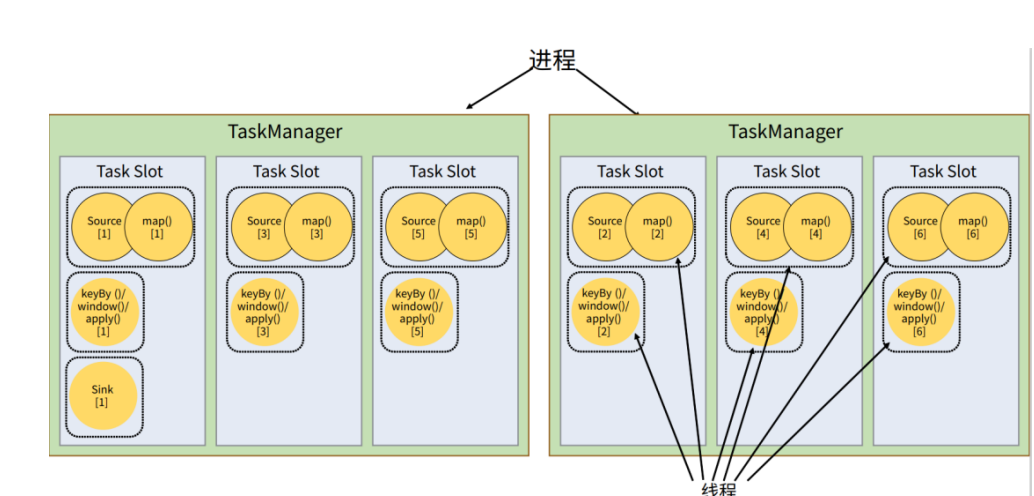 进程
TaskManager
Task Slot
Source
[1]
map()
[1]
keyBy ()/
window()/
apply()
[1]
Sink
[1]
Task Slot
Source
[3]
map()
[3]
keyBy ()/
window()/
apply()
[3]
Task Slot
Source
[5]
map()
[5]
keyBy ()/
window()/
apply()
[5]
TaskManager
Task Slot
Source
[2]
map()
[2]
keyBy ()/
window()/
apply()
[2]
Task Slot
Source
[4]
map()
[4]
keyBy ()/
window()/
apply()
[4]
Task Slot
Source
[6]
map()
[6]
keyBy ()/
window()/
apply()
[6]
线程